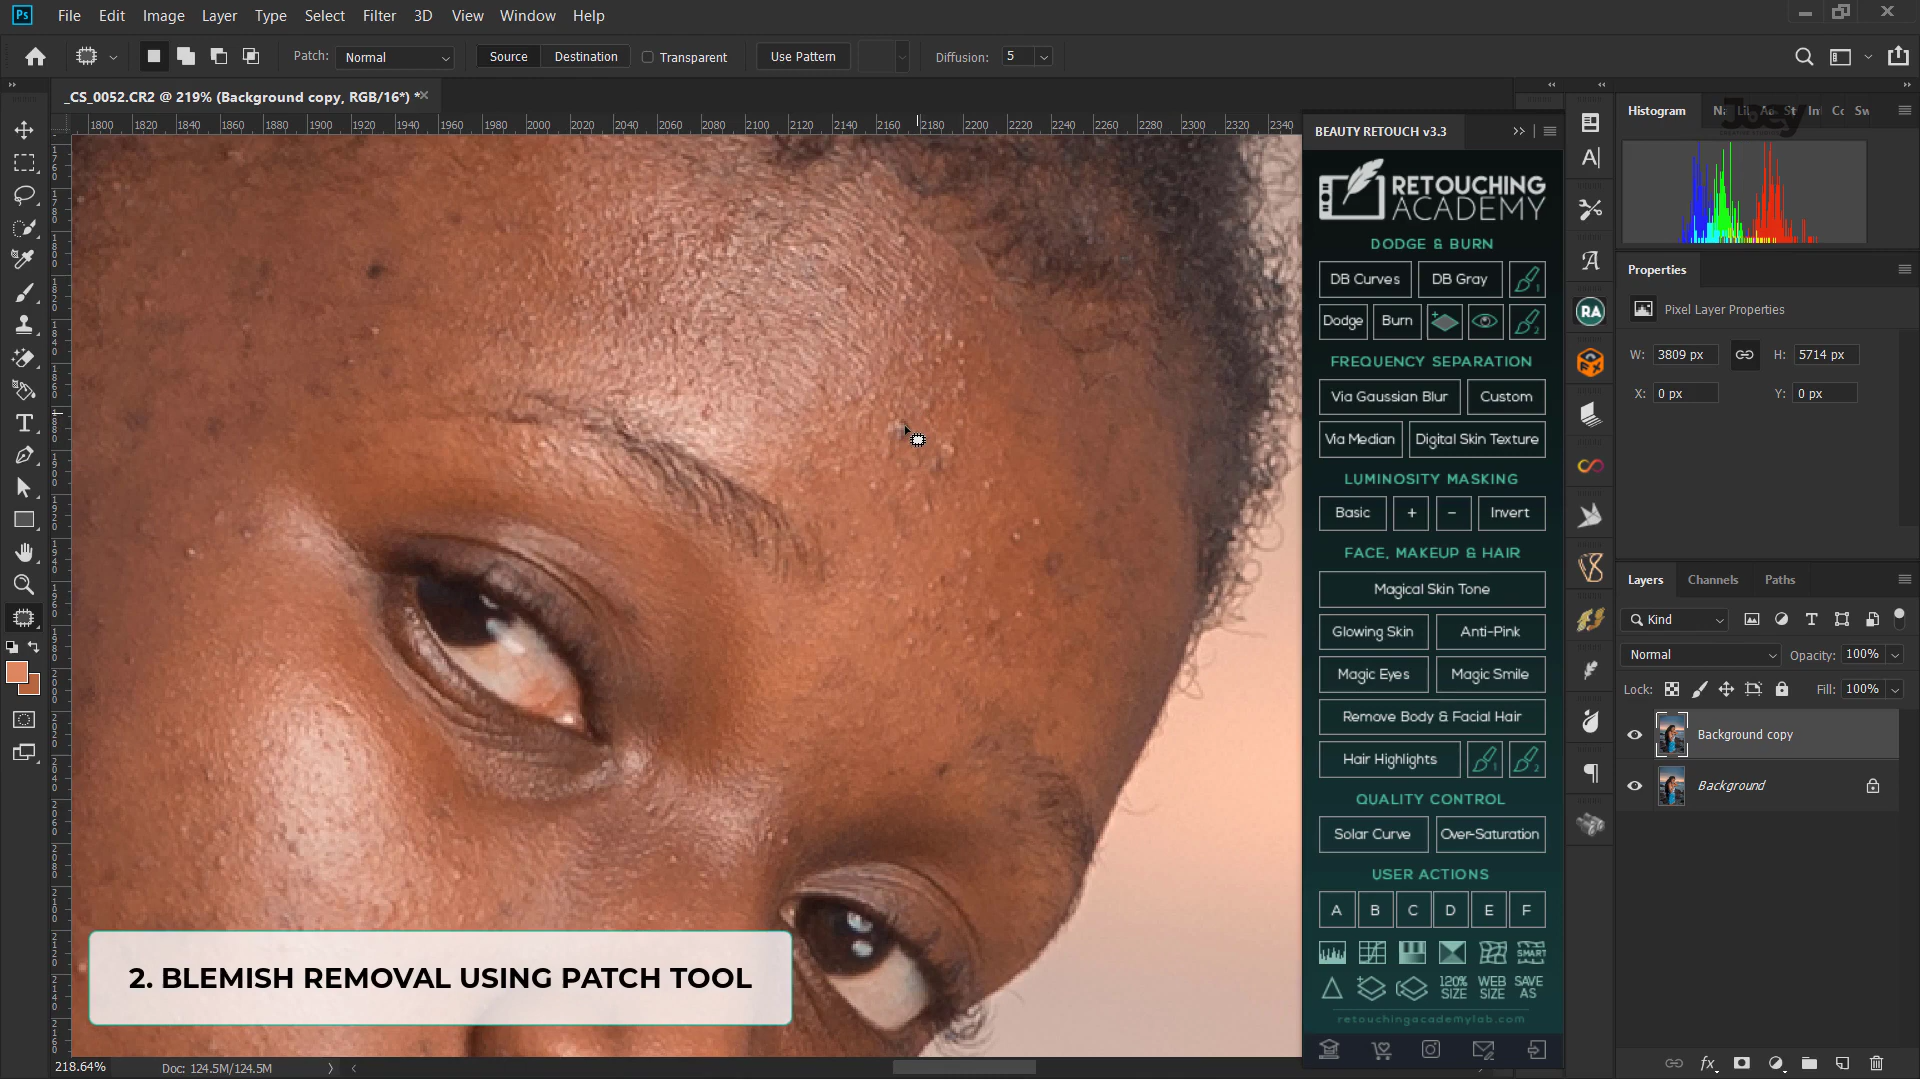 Ps File Edit Image Layer Type Select Filter 3D View Window Help
Patch: Normal Source Destination Transparent Use Pattern Diffusion: 5
_CS_0052.CR2 @ 219% (Background copy, RGB/16*) *
1800 1820 1840 1860 1880 1900 1920 1940 1960 1980 2000 2020 2040 2060 2080 2100 2120 2140 2160 2180 2200 2220 2240 2260 2280 2300 2320 2340
BEAUTY RETOUCH v3.3
RETOUCHING
ACADEMY
DODGE & BURN
DB Curves DB Gray 1
Dodge Burn 2
FREQUENCY SEPARATION
Via Gaussian Blur Custom
Via Median Digital Skin Texture
LUMINOSITY MASKING
Basic + − Invert
FACE, MAKEUP & HAIR
Magical Skin Tone
Glowing Skin Anti-Pink
Magic Eyes Magic Smile
Remove Body & Facial Hair
Hair Highlights 1 2
QUALITY CONTROL
Solar Curve Over-Saturation
USER ACTIONS
A B C D E F
SMART
120% SIZE WEB SIZE SAVE AS
retouchingacademylab.com
RA
Histogram
Properties
Pixel Layer Properties
W: 3809 px H: 5714 px
X: 0 px Y: 0 px
Layers Channels Paths
Kind
Normal Opacity: 100%
Lock: Fill: 100%
Background copy
Background
fx
2. BLEMISH REMOVAL USING PATCH TOOL
218.64% Doc: 124.5M/124.5M